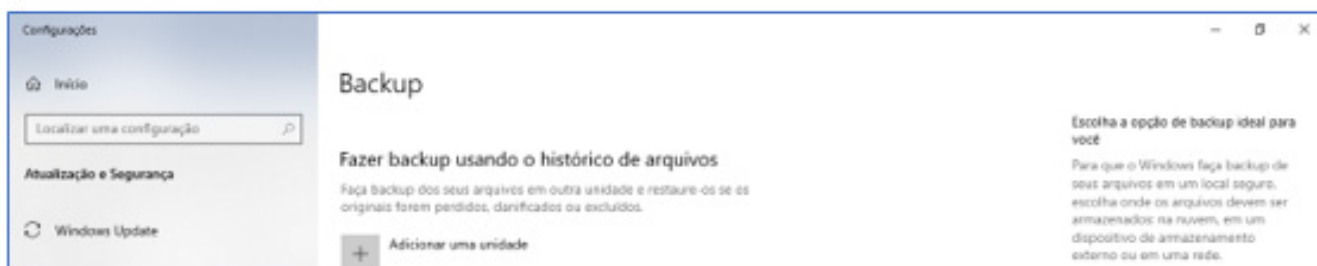 Configurações
Início
Localizar uma configuração
Atualização e Segurança
Windows Update
Backup
Fazer backup usando o histórico de arquivos
Faça backup dos seus arquivos em outra unidade e restaure-os se os
originais forem perdidos, danificados ou excluídos.
Adicionar uma unidade
Escolha a opção de backup ideal para
você
Para que o Windows faça backup de
seus arquivos em um local seguro,
escolha onde os arquivos devem ser
armazenados: na nuvem, em um
dispositivo de armazenamento
externo ou em uma rede.